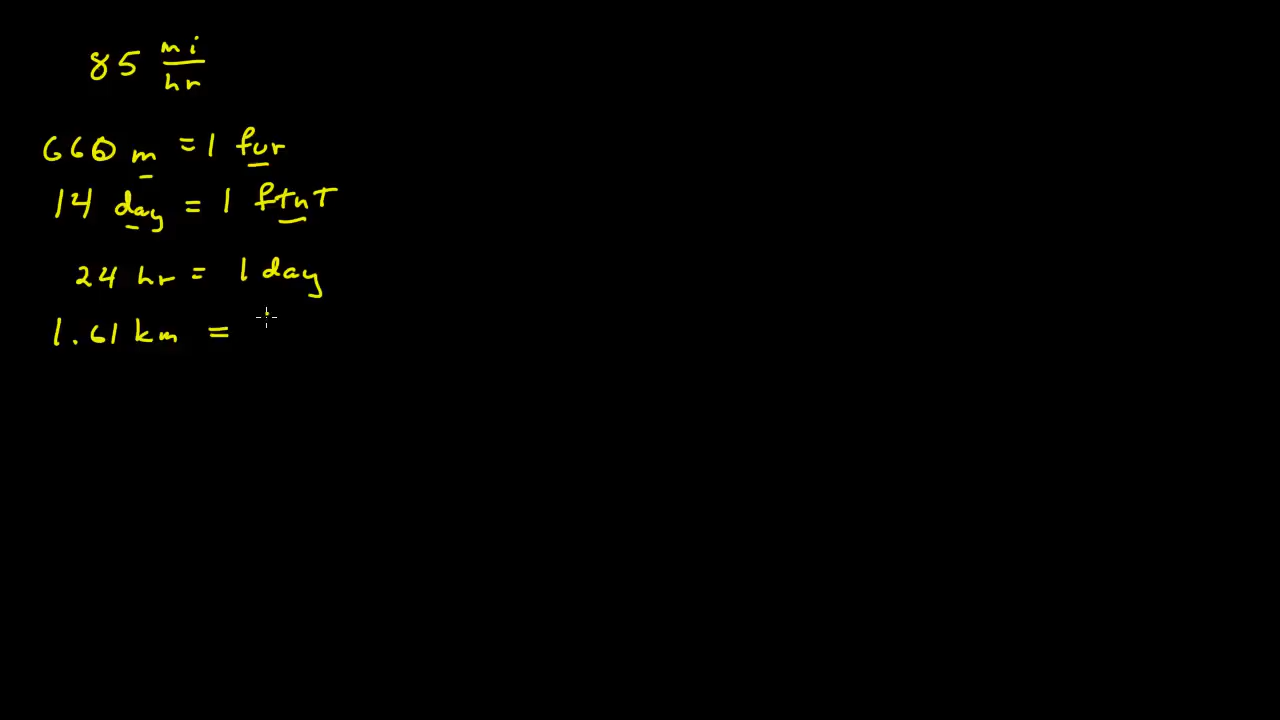 85 mi/hr
660 m = 1 fur
14 day = 1 ftnt
24 hr = 1 day
1.61 km =